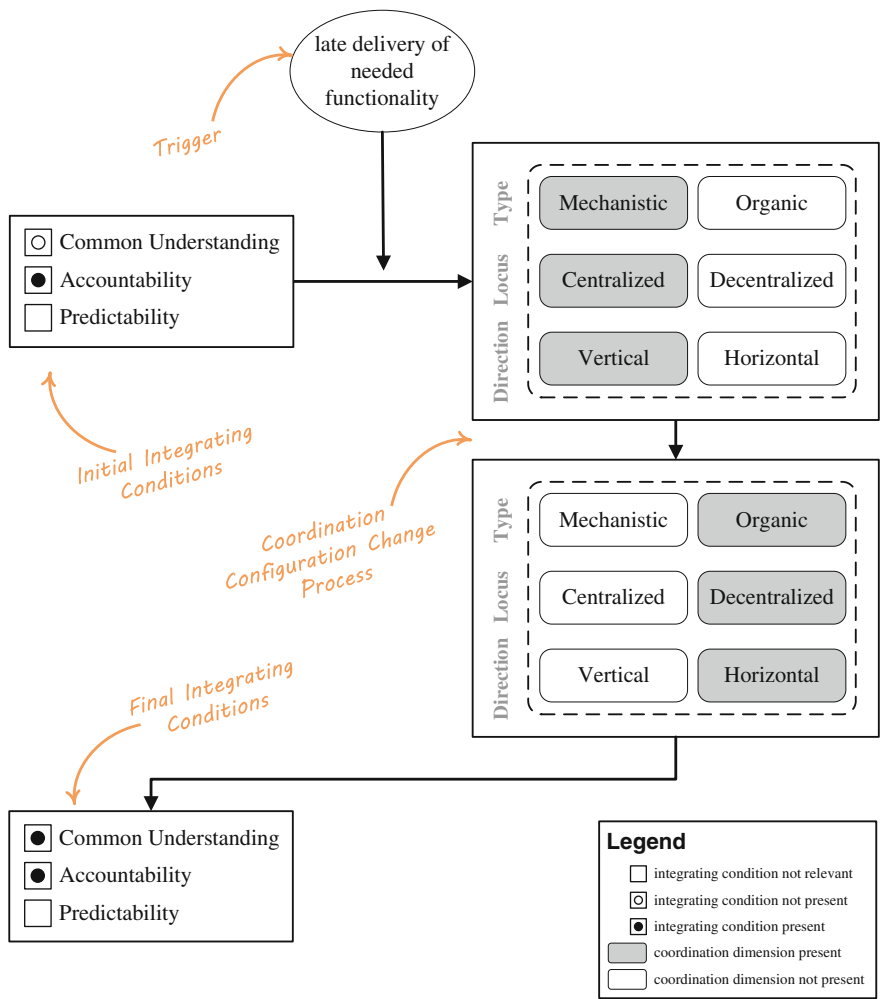 late delivery of
needed
functionality
Trigger
Common Understanding
Accountability
Predictability
Initial Integrating
Conditions
Type
Mechanistic
Organic
Locus
Centralized
Decentralized
Direction
Vertical
Horizontal
Coordination
Configuration Change
Process
Type
Mechanistic
Organic
Locus
Centralized
Decentralized
Direction
Vertical
Horizontal
Final Integrating
Conditions
Common Understanding
Accountability
Predictability
Legend
integrating condition not relevant
integrating condition not present
integrating condition present
coordination dimension present
coordination dimension not present